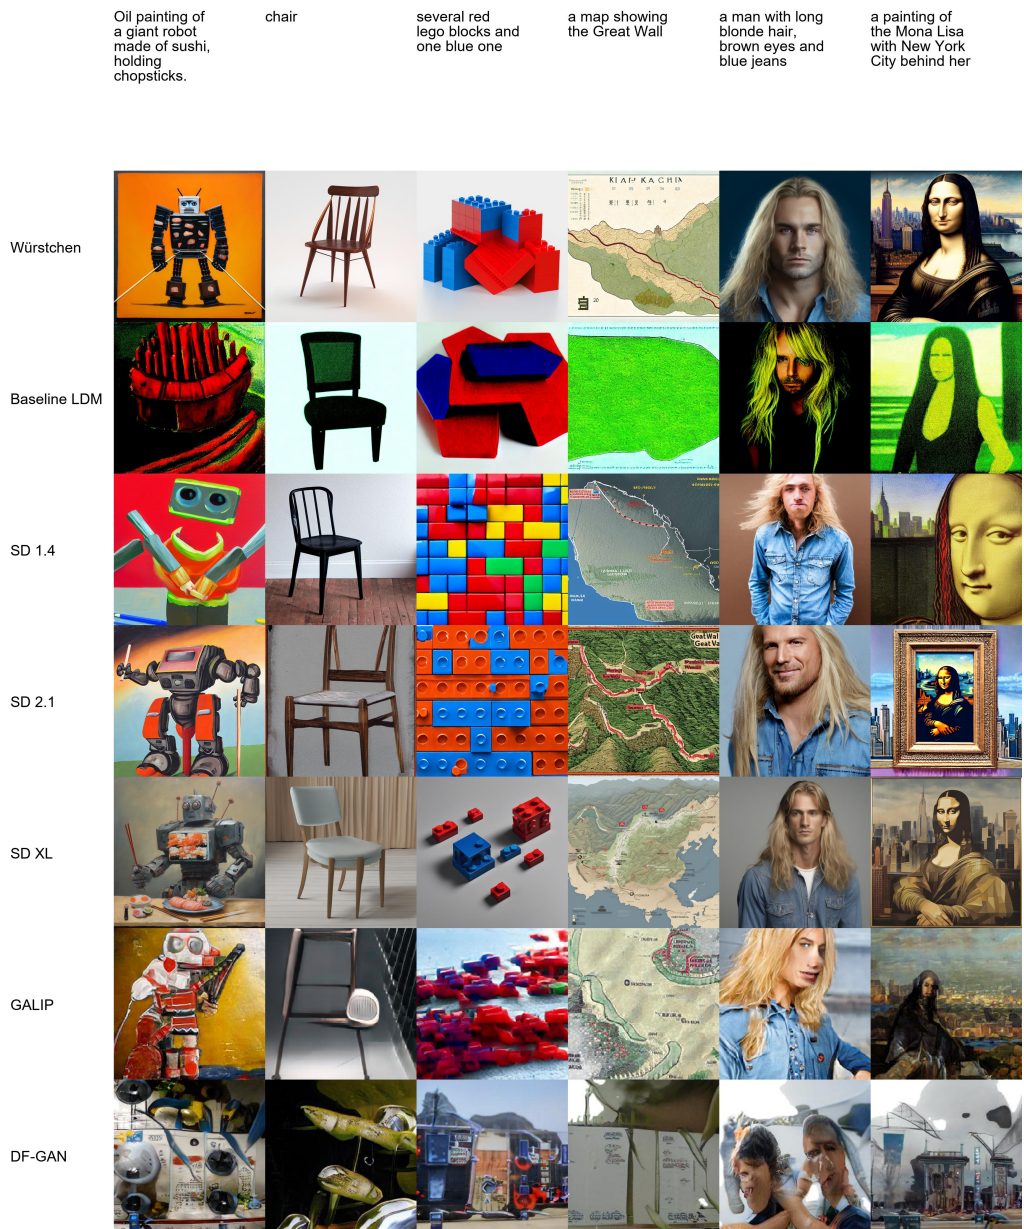 Oil painting of
a giant robot
made of sushi,
holding
chopsticks.
chair
several red
lego blocks and
one blue one
a map showing
the Great Wall
a man with long
blonde hair,
brown eyes and
blue jeans
a painting of
the Mona Lisa
with New York
City behind her
Würstchen
Baseline LDM
SD 1.4
SD 2.1
SD XL
GALIP
DF-GAN